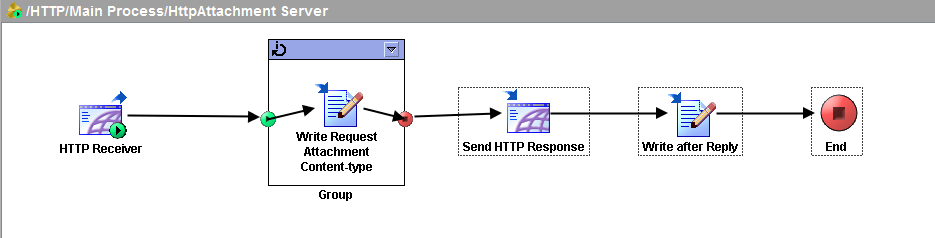 /HTTP/Main Process/HttpAttachment Server
HTTP Receiver
Write Request
Attachment
Content-type
Group
Send HTTP Response
Write after Reply
End